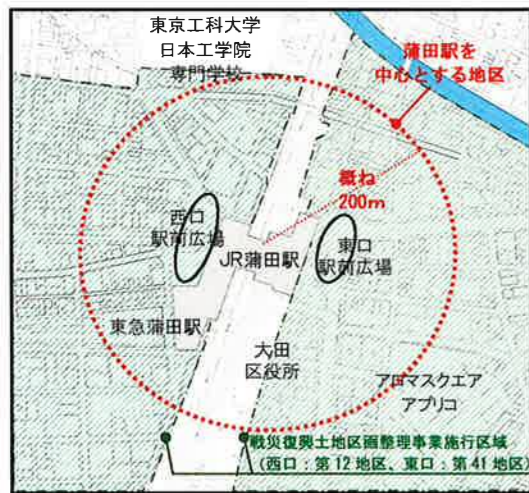 東京工科大学
日本工学院
専門学校
蒲田駅を
中心とする地区
概ね
200m
西口
駅前広場
東口
駅前広場
JR蒲田駅
東急蒲田駅
大田
区役所
アロマスクエア
アプリコ
戦災復興土地区画整理事業施行区域
(西口：第12地区、東口：第41地区)